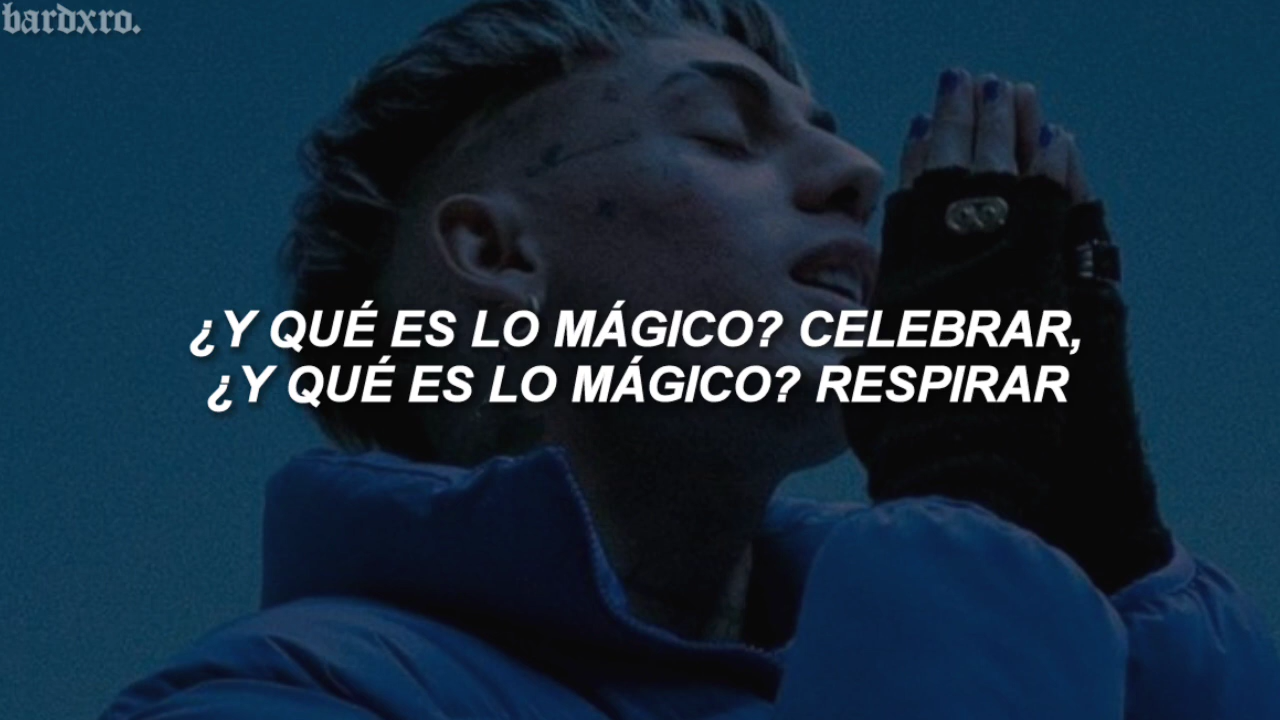 bardxro.
¿Y QUÉ ES LO MÁGICO? CELEBRAR,
¿Y QUÉ ES LO MÁGICO? RESPIRAR